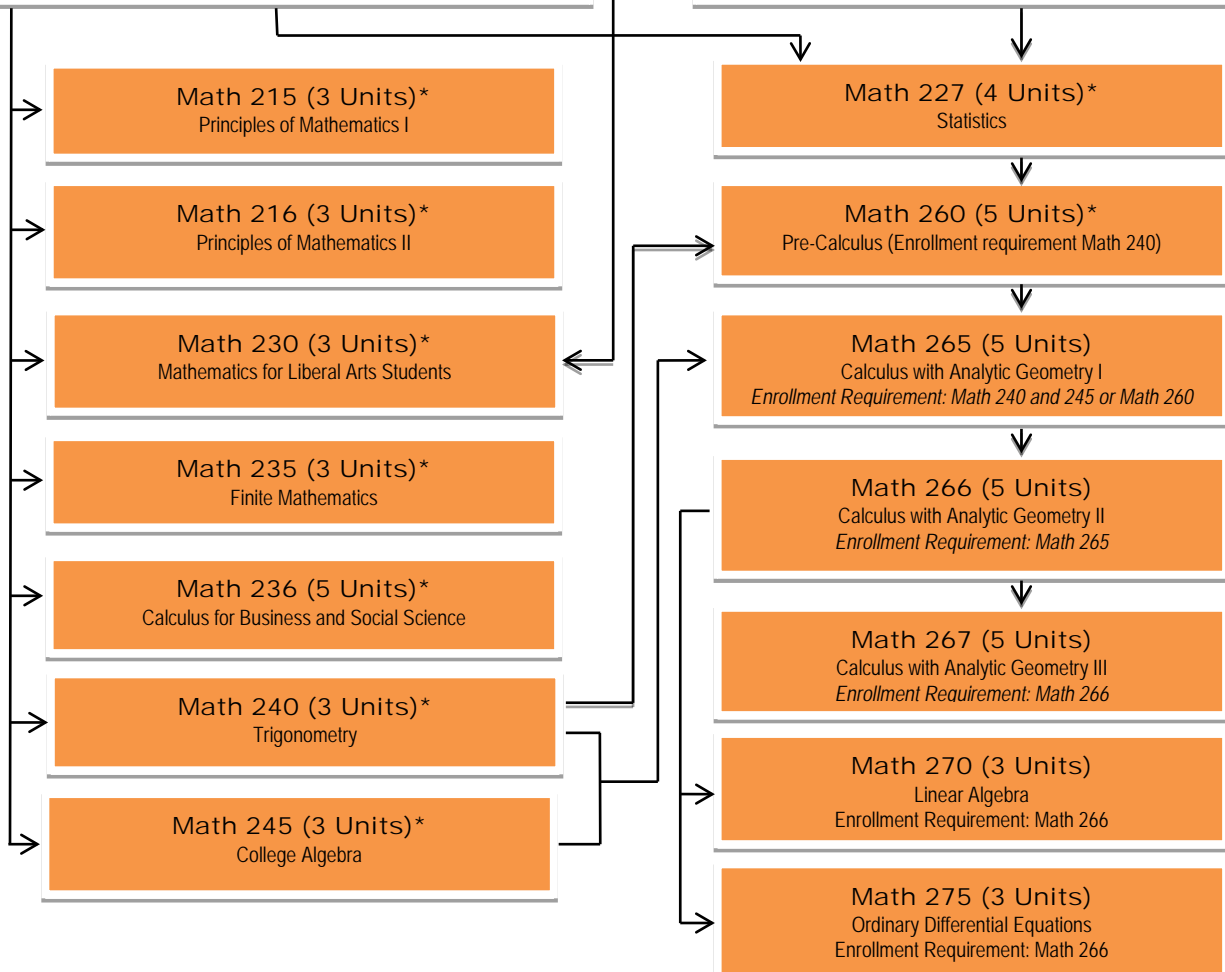 Math 215 (3 Units)*
Principles of Mathematics I
Math 216 (3 Units)*
Principles of Mathematics II
Math 230 (3 Units)*
Mathematics for Liberal Arts Students
Math 235 (3 Units)*
Finite Mathematics
Math 236 (5 Units)*
Calculus for Business and Social Science
Math 240 (3 Units)*
Trigonometry
Math 245 (3 Units)*
College Algebra
Math 227 (4 Units)*
Statistics
Math 260 (5 Units)*
Pre-Calculus (Enrollment requirement Math 240)
Math 265 (5 Units)
Calculus with Analytic Geometry I
Enrollment Requirement: Math 240 and 245 or Math 260
Math 266 (5 Units)
Calculus with Analytic Geometry II
Enrollment Requirement: Math 265
Math 267 (5 Units)
Calculus with Analytic Geometry III
Enrollment Requirement: Math 266
Math 270 (3 Units)
Linear Algebra
Enrollment Requirement: Math 266
Math 275 (3 Units)
Ordinary Differential Equations
Enrollment Requirement: Math 266